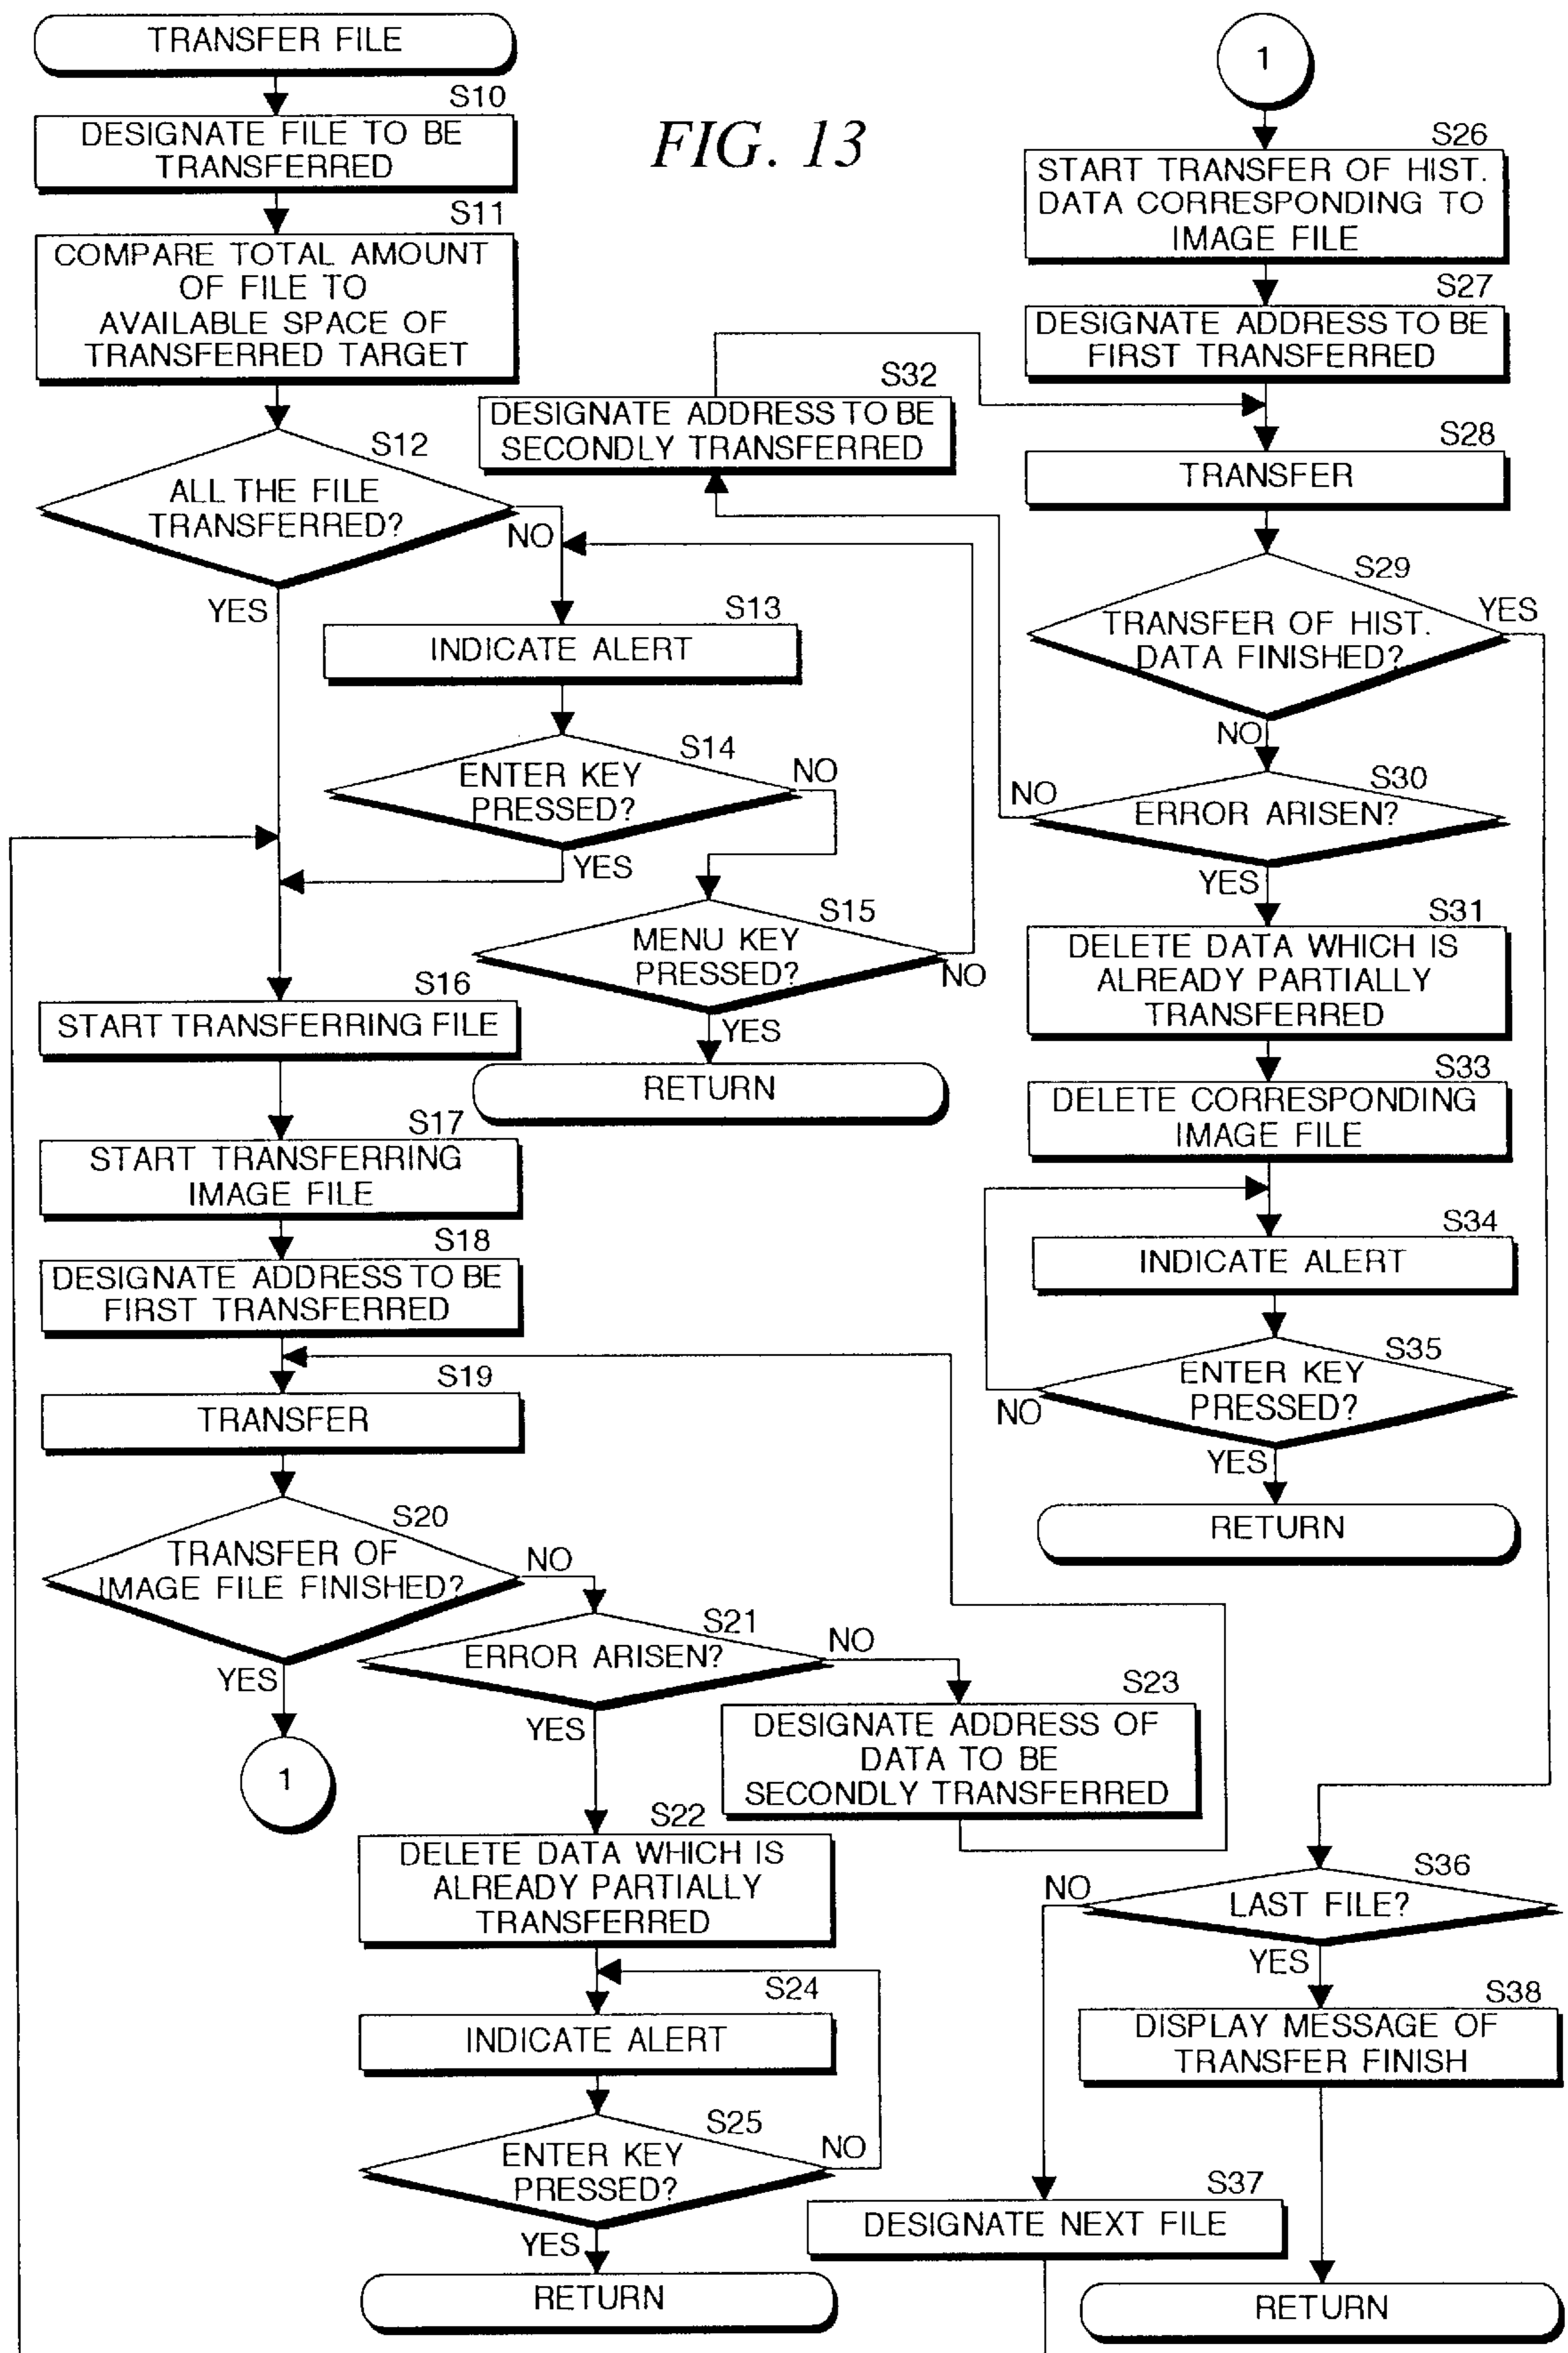 TRANSFER FILE
S10
DESIGNATE FILE TO BE
TRANSFERRED
S11
COMPARE TOTAL AMOUNT
OF FILE TO
AVAILABLE SPACE OF
TRANSFERRED TARGET
S12
ALL THE FILE
TRANSFERRED?
NO
YES
S13
INDICATE ALERT
S14
ENTER KEY
PRESSED?
NO
YES
S15
MENU KEY
PRESSED?
NO
YES
RETURN
S16
START TRANSFERRING FILE
S17
START TRANSFERRING
IMAGE FILE
S18
DESIGNATE ADDRESS TO BE
FIRST TRANSFERRED
S19
TRANSFER
S20
TRANSFER OF
IMAGE FILE FINISHED?
NO
YES
1
S21
ERROR ARISEN?
NO
YES
S23
DESIGNATE ADDRESS OF
DATA TO BE
SECONDLY TRANSFERRED
S22
DELETE DATA WHICH IS
ALREADY PARTIALLY
TRANSFERRED
S24
INDICATE ALERT
S25
ENTER KEY
PRESSED?
NO
YES
RETURN
FIG. 13
1
S26
START TRANSFER OF HIST.
DATA CORRESPONDING TO
IMAGE FILE
S27
DESIGNATE ADDRESS TO BE
FIRST TRANSFERRED
S32
DESIGNATE ADDRESS TO BE
SECONDLY TRANSFERRED
S28
TRANSFER
S29
TRANSFER OF HIST.
DATA FINISHED?
YES
NO
S30
ERROR ARISEN?
NO
YES
S31
DELETE DATA WHICH IS
ALREADY PARTIALLY
TRANSFERRED
S33
DELETE CORRESPONDING
IMAGE FILE
S34
INDICATE ALERT
S35
ENTER KEY
PRESSED?
NO
YES
RETURN
S36
LAST FILE?
NO
YES
S38
DISPLAY MESSAGE OF
TRANSFER FINISH
S37
DESIGNATE NEXT FILE
RETURN